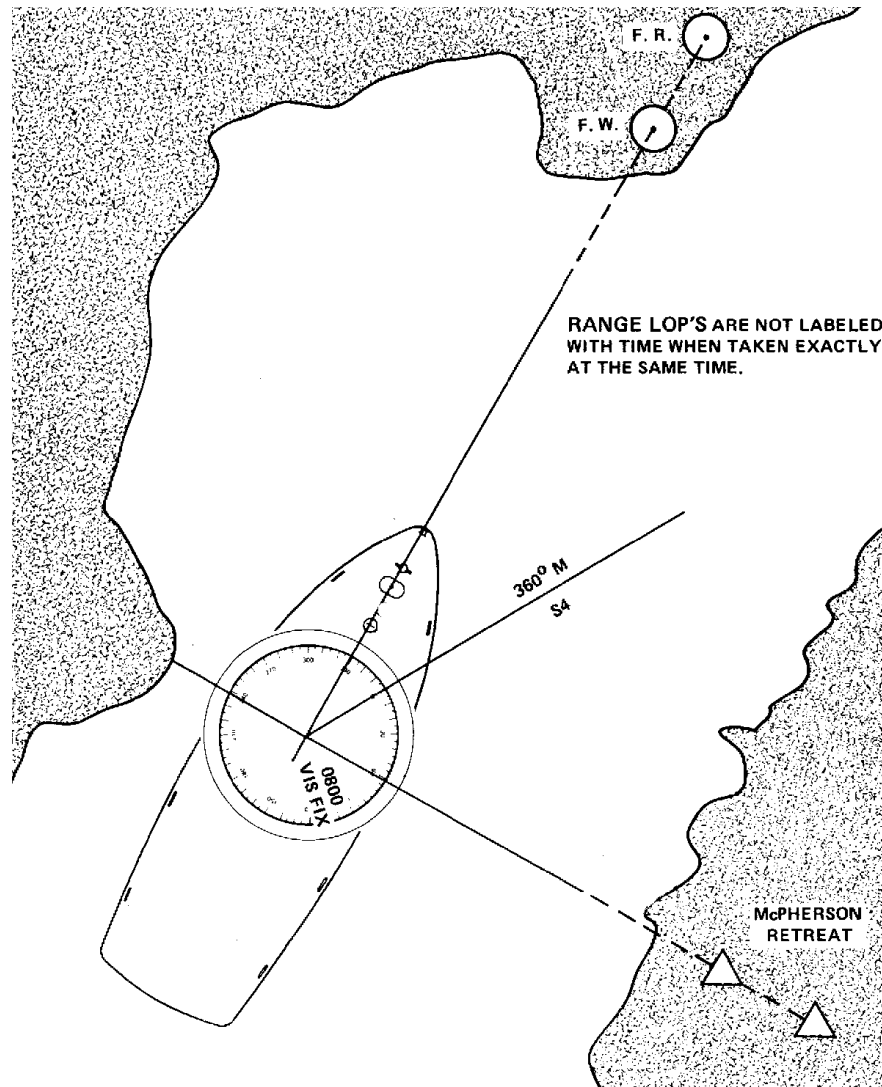 F. R.
F. W.
RANGE LOP'S ARE NOT LABELED
WITH TIME WHEN TAKEN EXACTLY
AT THE SAME TIME.
360° M
S4
300
0800
VIS FIX
McPHERSON
RETREAT